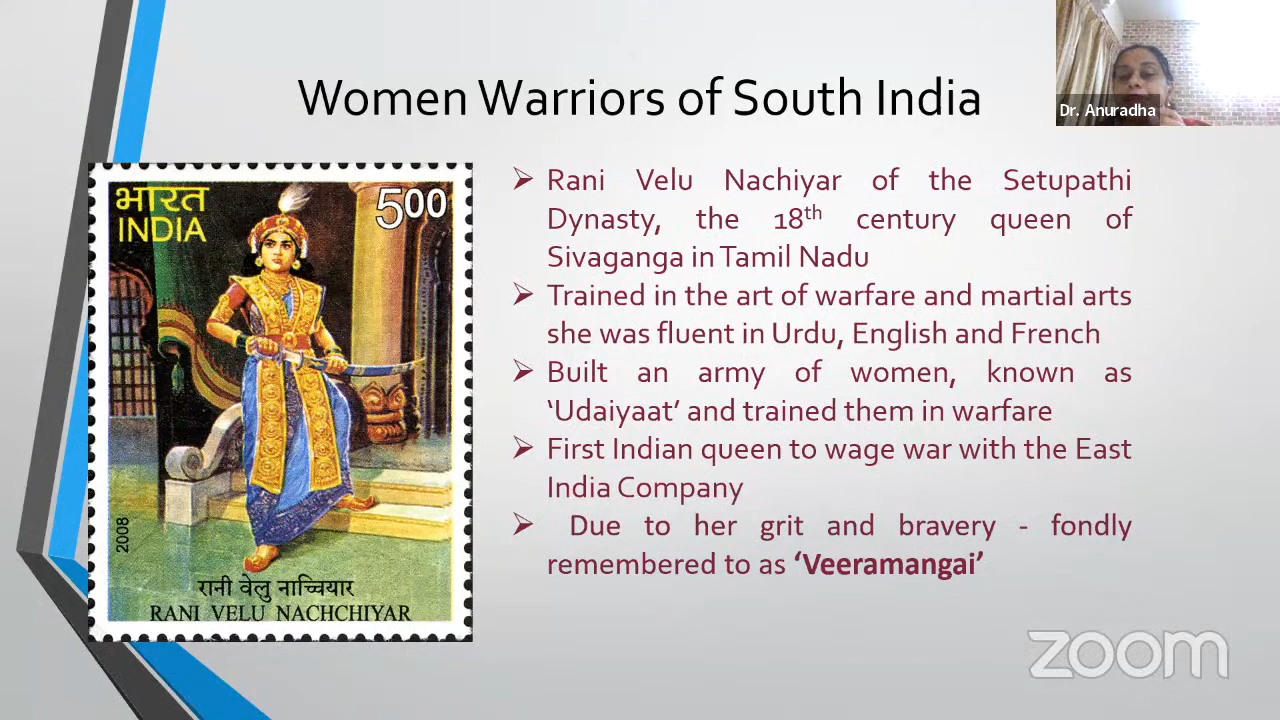 Women Warriors of South India
Dr. Anuradha
भारत
INDIA
500
2008
रानी वेलु नाच्चियार
RANI VELU NACHCHIYAR
➢ Rani Velu Nachiyar of the Setupathi
Dynasty, the 18th century queen of
Sivaganga in Tamil Nadu
➢ Trained in the art of warfare and martial arts
she was fluent in Urdu, English and French
➢ Built an army of women, known as
‘Udaiyaat’ and trained them in warfare
➢ First Indian queen to wage war with the East
India Company
➢ Due to her grit and bravery - fondly
remembered to as ‘Veeramangai’
zoom